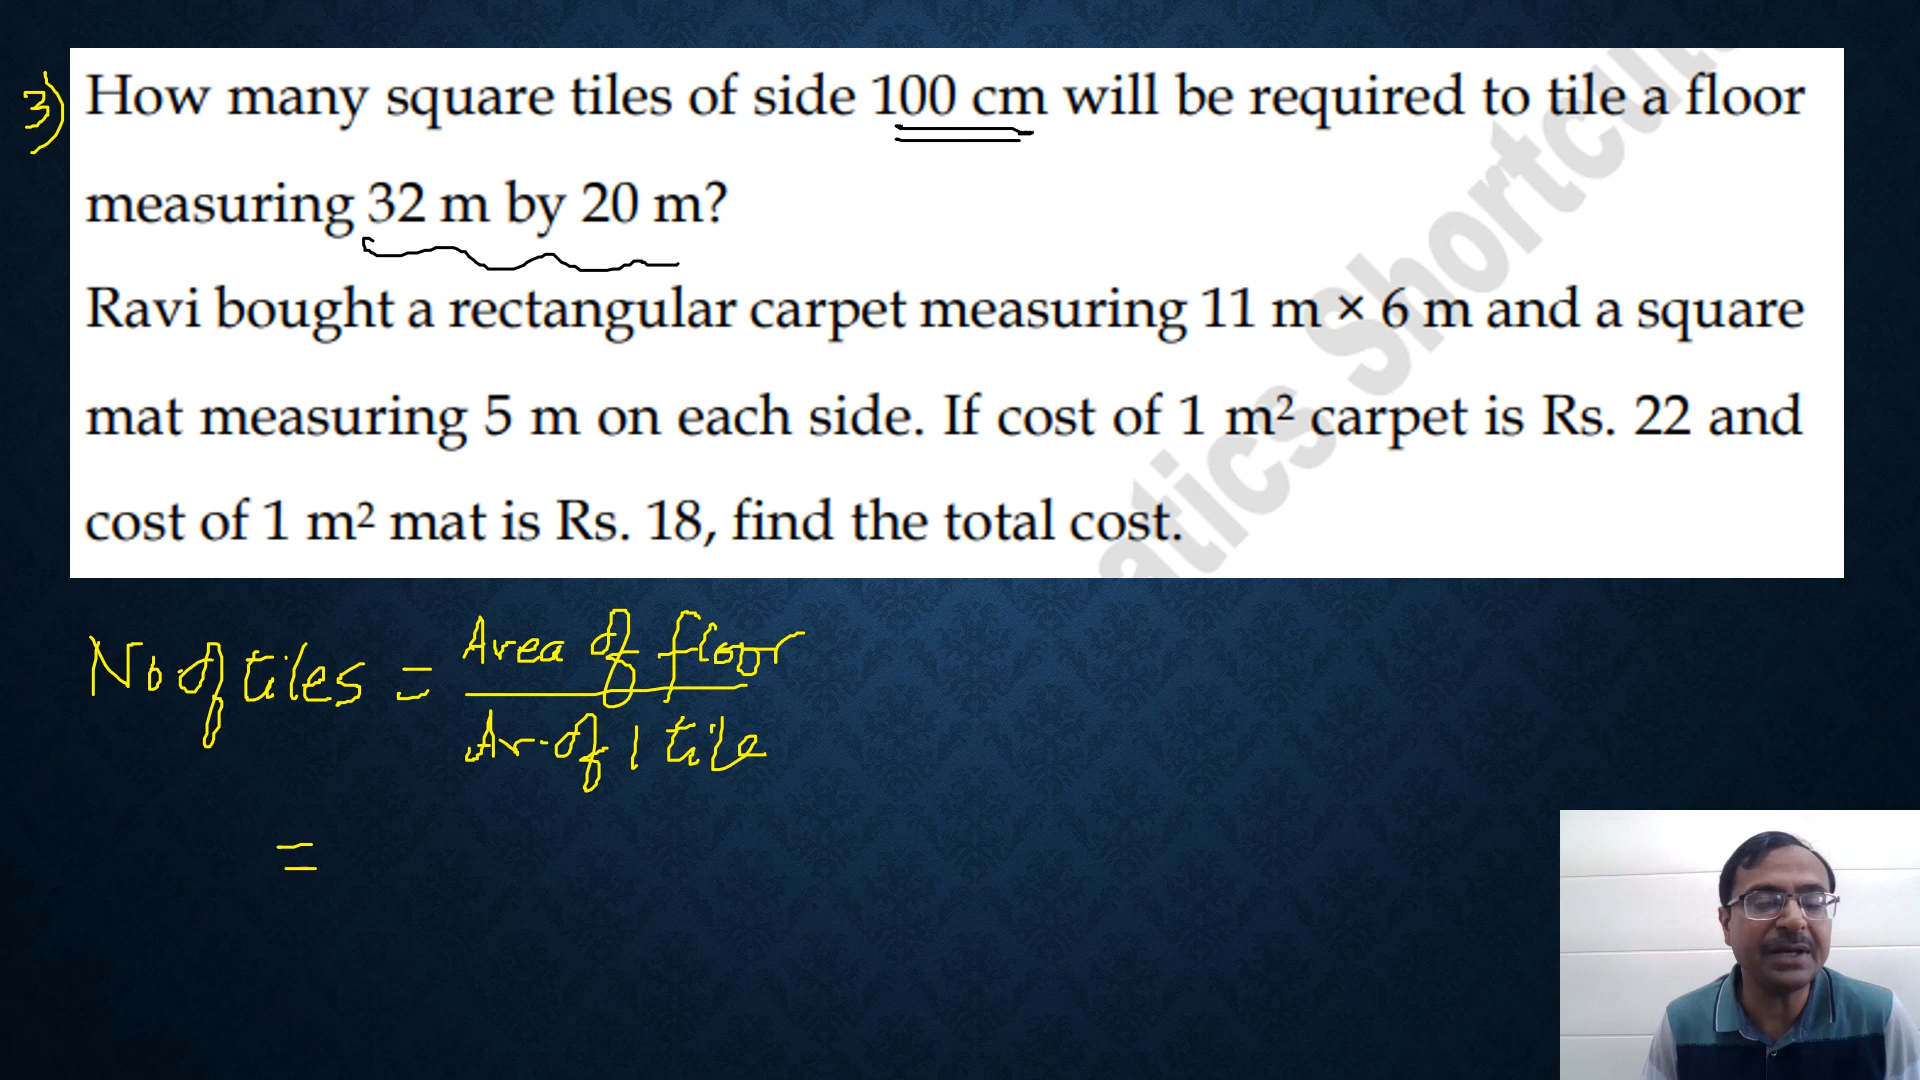 3) How many square tiles of side 100 cm will be required to tile a floor
measuring 32 m by 20 m?
Ravi bought a rectangular carpet measuring 11 m × 6 m and a square
mat measuring 5 m on each side. If cost of 1 m² carpet is Rs. 22 and
cost of 1 m² mat is Rs. 18, find the total cost.
atics Shortcuts
No of tiles = Area of floor
Ar. of 1 tile
=